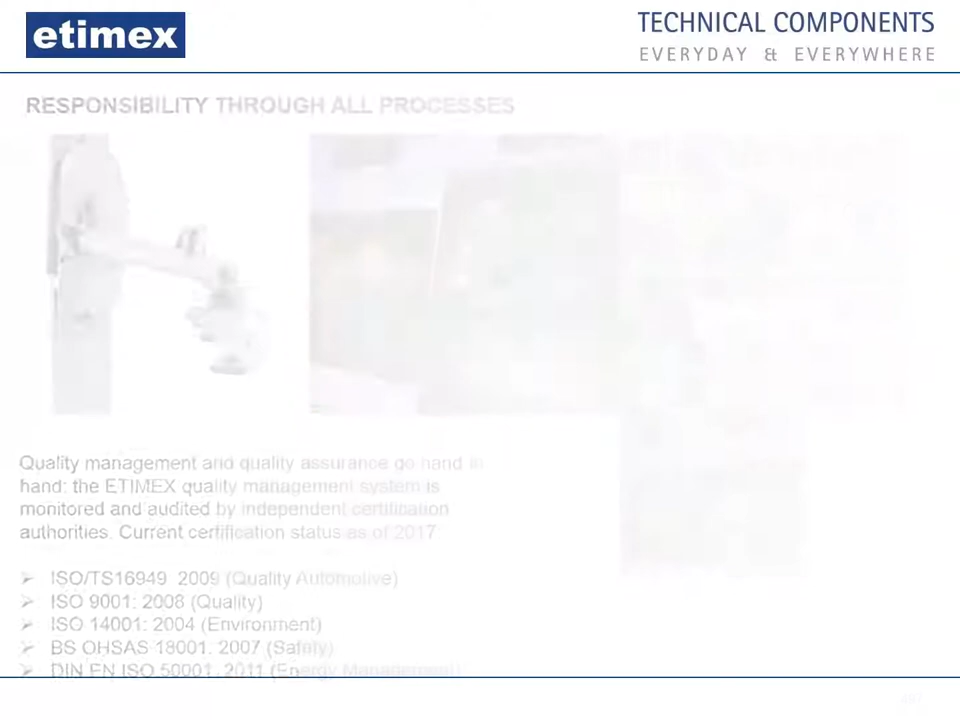 etimex
TECHNICAL COMPONENTS
EVERYDAY & EVERYWHERE
RESPONSIBILITY THROUGH ALL PROCESSES
Quality management and quality assurance go hand in
hand: the ETIMEX quality management system is
monitored and audited by independent certification
authorities. Current certification status as of 2017
➢ ISO/TS16949 2009 (Quality Automotive)
➢ ISO 9001: 2008 (Quality)
➢ ISO 14001: 2004 (Environment)
➢ BS OHSAS 18001. 2007 (Safety)
➢ DIN EN ISO 50001. 2011 (Energy Management)